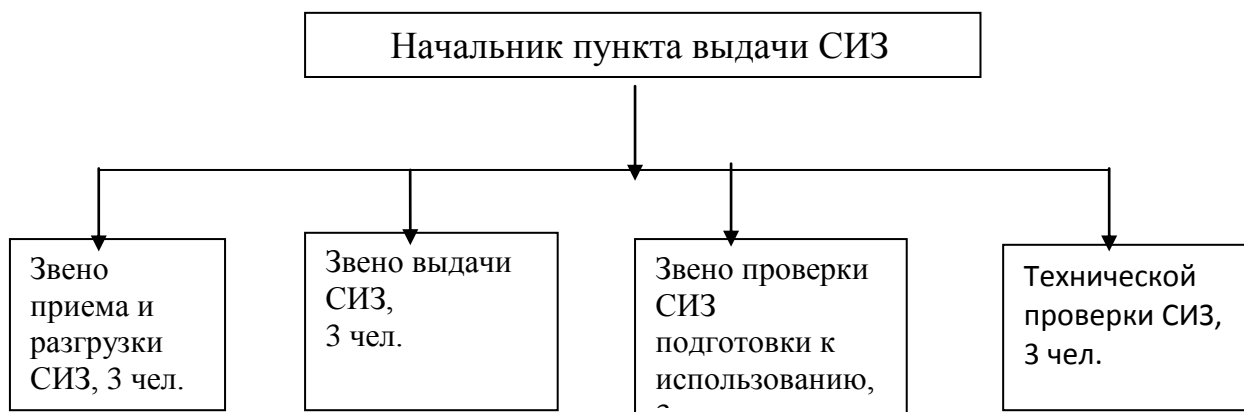 Начальник пункта выдачи СИЗ
Звено
приема и
разгрузки
СИЗ, 3 чел.
Звено выдачи
СИЗ,
3 чел.
Звено проверки
СИЗ
подготовки к
использованию,
Технической
проверки СИЗ,
3 чел.